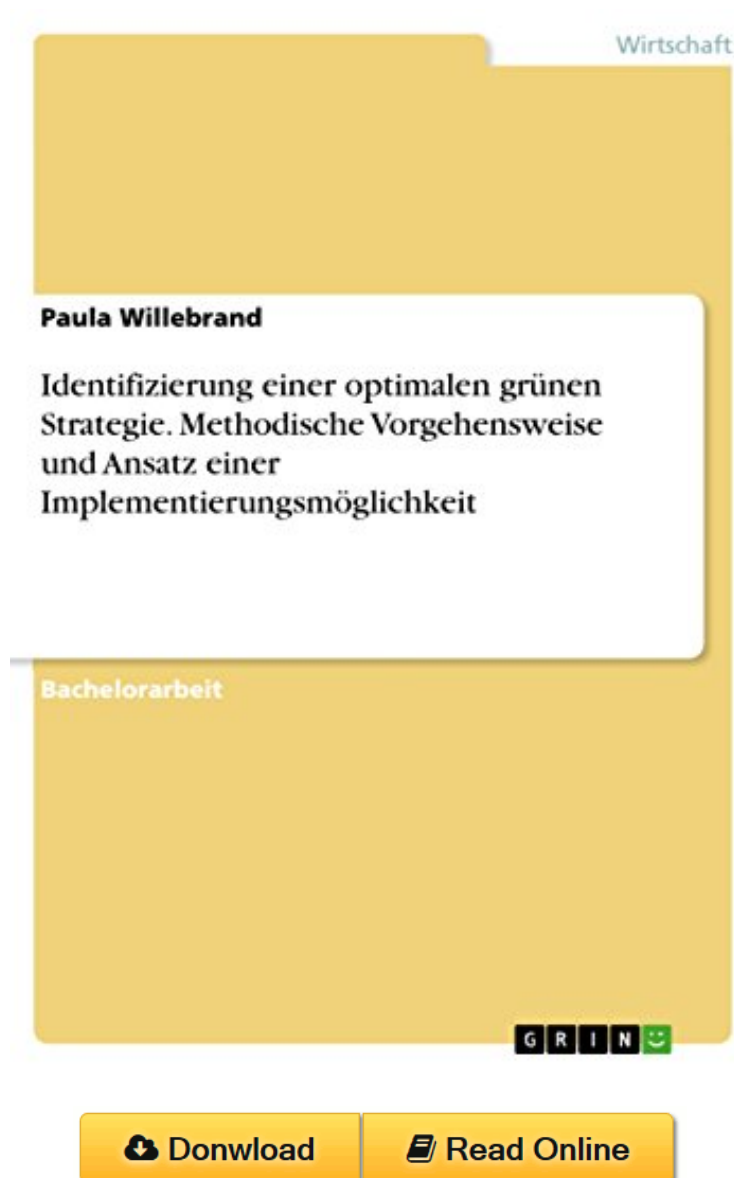 Wirtschaft
Paula Willebrand
Identifizierung einer optimalen grünen
Strategie. Methodische Vorgehensweise
und Ansatz einer
Implementierungsmöglichkeit
Bachelorarbeit
GRIN
Donwload
Read Online